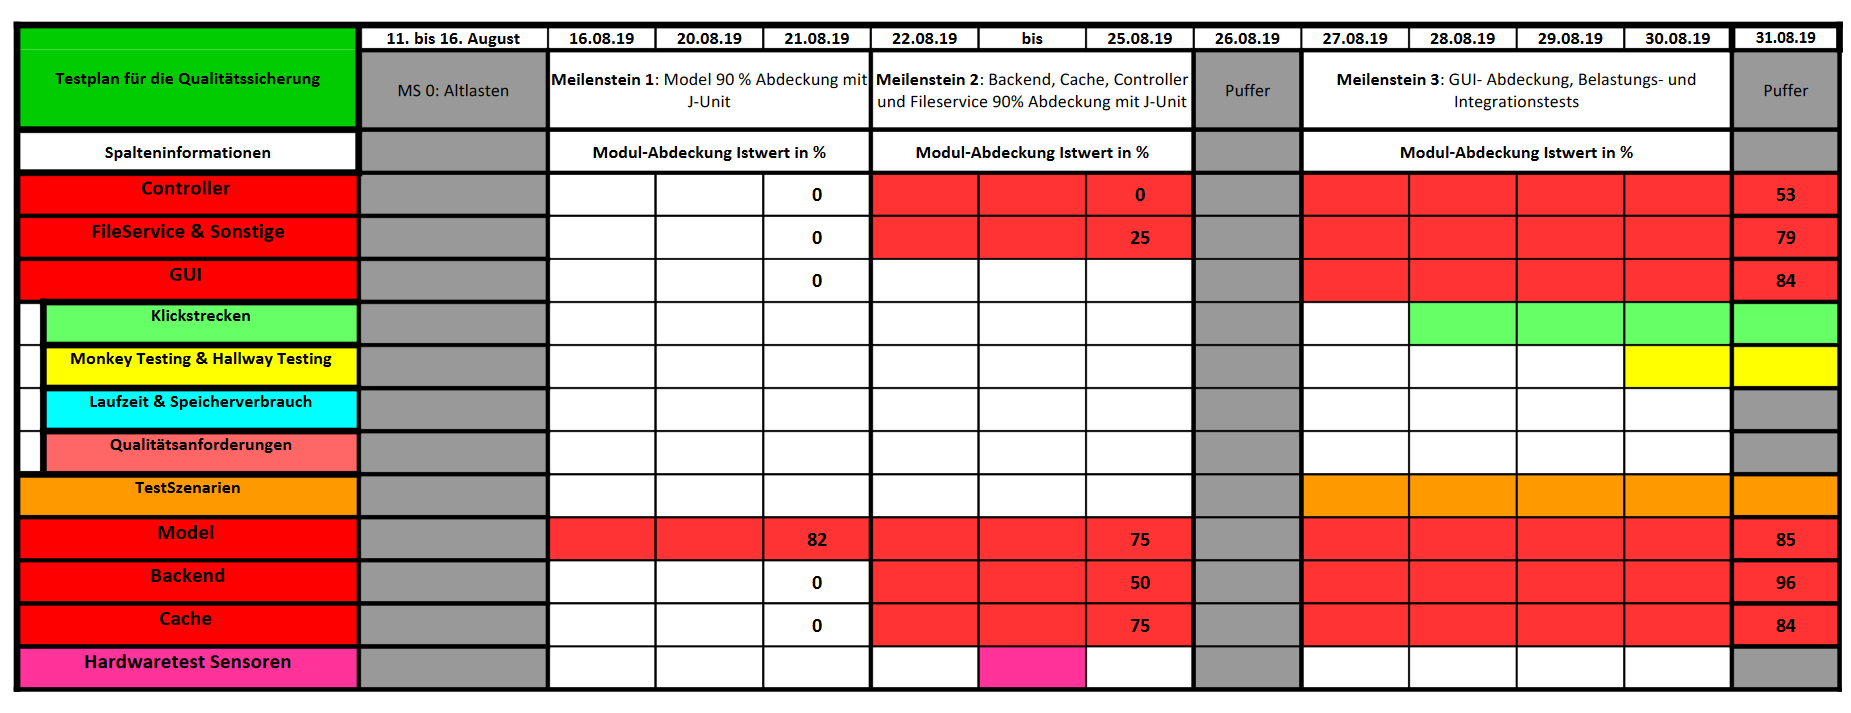 11. bis 16. August 16.08.19 20.08.19 21.08.19 22.08.19 bis 25.08.19 26.08.19 27.08.19 28.08.19 29.08.19 30.08.19 31.08.19
Testplan für die Qualitätssicherung
MS 0: Altlasten
Meilenstein 1: Model 90 % Abdeckung mit
J-Unit
Meilenstein 2: Backend, Cache, Controller
und Fileservice 90% Abdeckung mit J-Unit
Puffer
Meilenstein 3: GUI- Abdeckung, Belastungs- und
Integrationstests
Puffer
Spalteninformationen Modul-Abdeckung Istwert in % Modul-Abdeckung Istwert in % Modul-Abdeckung Istwert in %
Controller 0 0 53
FileService & Sonstige 0 25 79
GUI 0 84
Klickstrecken
Monkey Testing & Hallway Testing
Laufzeit & Speicherverbrauch
Qualitätsanforderungen
TestSzenarien
Model 82 75 85
Backend 0 50 96
Cache 0 75 84
Hardwaretest Sensoren